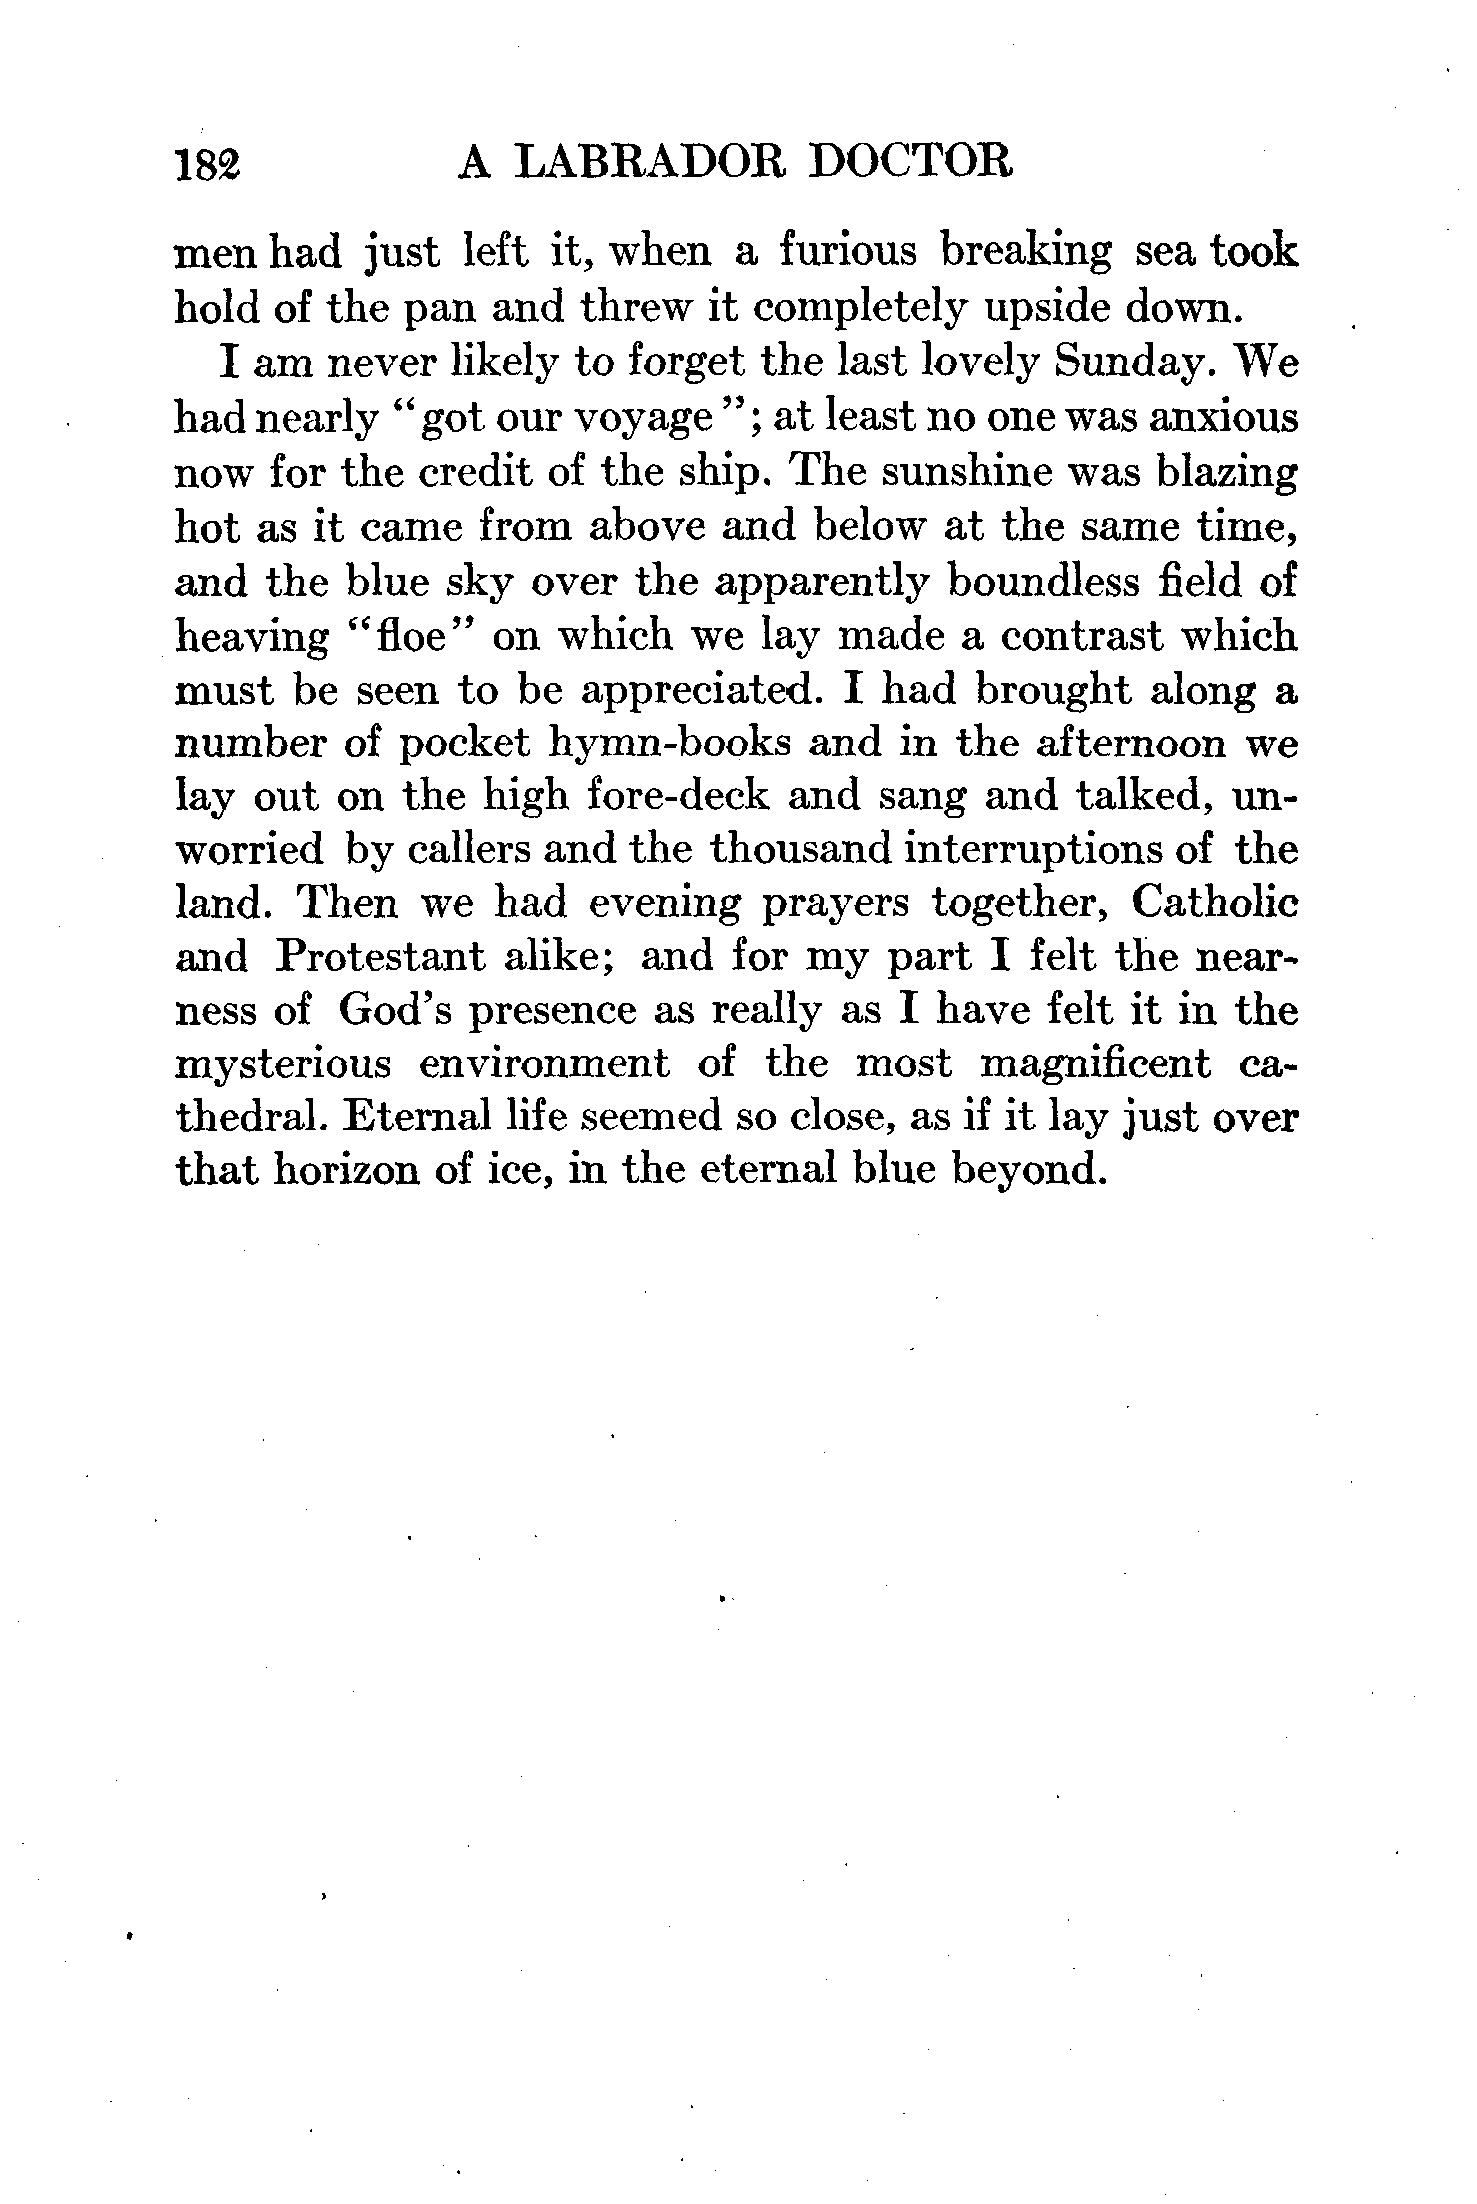 182 A LABRADOR DOCTOR
men had just left it, when a furious breaking sea took
hold of the pan and threw it completely upside down.
I am never likely to forget the last lovely Sunday. We
had nearly “got our voyage”; at least no one was anxious
now for the credit of the ship. The sunshine was blazing
hot as it came from above and below at the same time,
and the blue sky over the apparently boundless field of
heaving “floe” on which we lay made a contrast which
must be seen to be appreciated. I had brought along a
number of pocket hymn-books and in the afternoon we
lay out on the high fore-deck and sang and talked, un-
worried by callers and the thousand interruptions of the
land. Then we had evening prayers together, Catholic
and Protestant alike; and for my part I felt the near-
ness of God’s presence as really as I have felt it in the
mysterious environment of the most magnificent ca-
thedral. Eternal life seemed so close, as if it lay just over
that horizon of ice, in the eternal blue beyond.